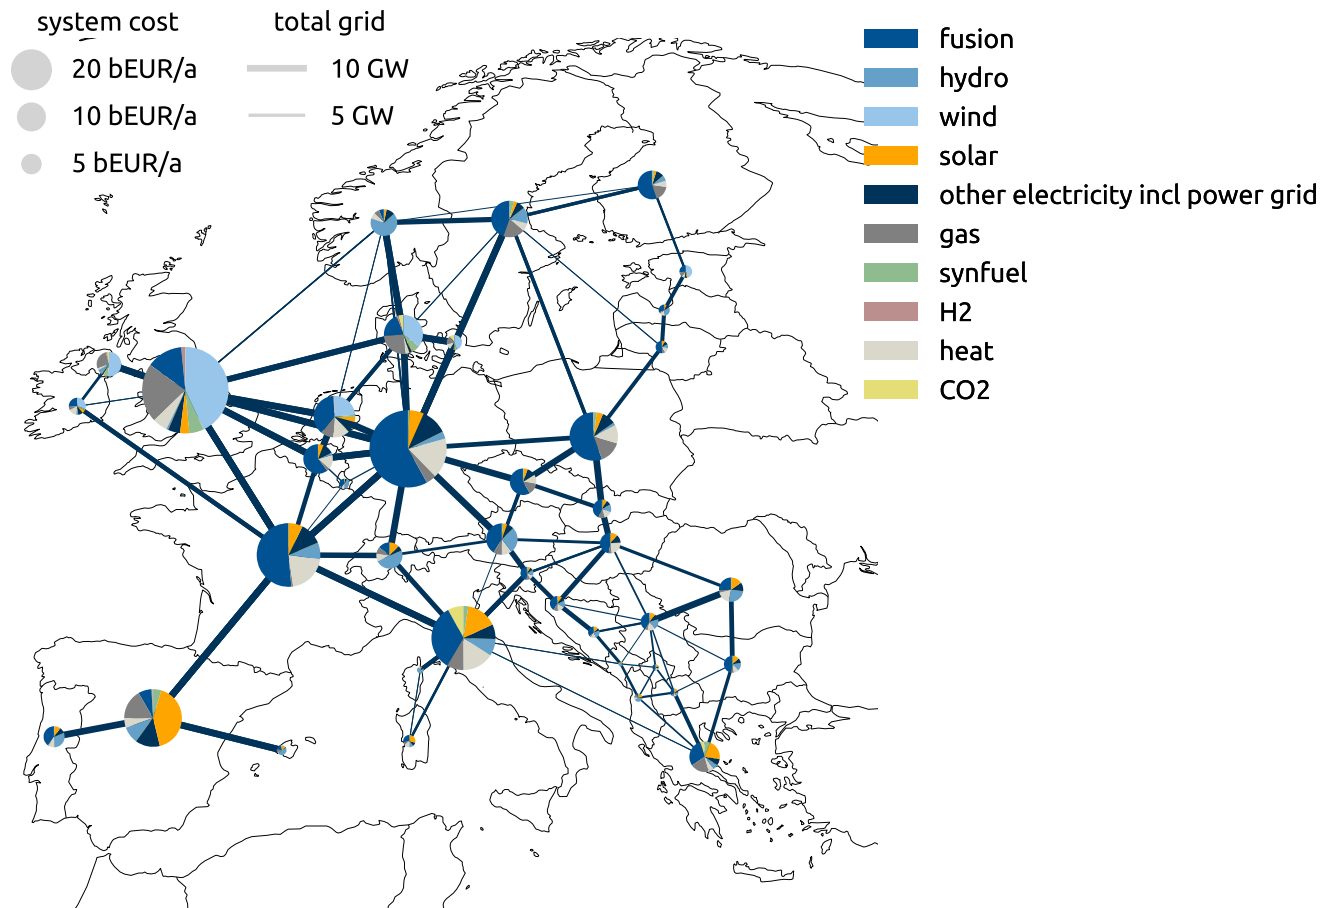 system cost
total grid
20 bEUR/a
10 GW
10 bEUR/a
5 GW
5 bEUR/a
fusion
hydro
wind
solar
other electricity incl power grid
gas
synfuel
H2
heat
CO2